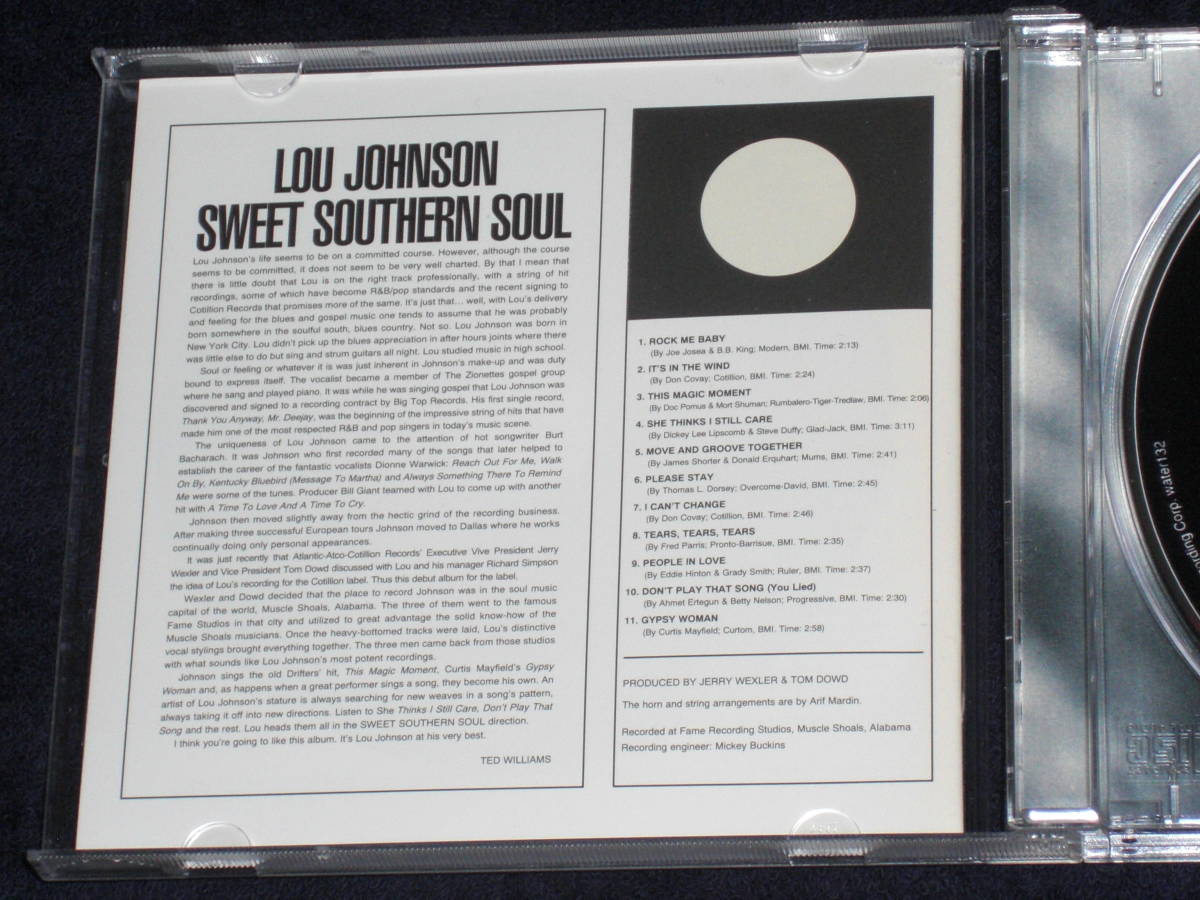 LOU JOHNSON
SWEET SOUTHERN SOUL
Lou Johnson's life seems to be on a committed course. However, although the course
seems to be committed, it does not seem to be very well charted. By that I mean that
there is little doubt that Lou is on the right track professionally, with a string of hit
recordings, some of which have become R&B/pop standards and the recent signing to
Cotillion Records that promises more of the same. It's just that... well, with Lou's delivery
and feeling for the blues and gospel music one tends to assume that he was probably
born somewhere in the soulful south, blues country. Not so. Lou Johnson was born in
New York City. Lou didn't pick up the blues appreciation in after hours joints where there
was little else to do but sing and strum guitars all night. Lou studied music in high school.
Soul or feeling or whatever it is was just inherent in Johnson's make-up and was duty
bound to express itself. The vocalist became a member of The Zionettes gospel group
where he sang and played piano. It was while he was singing gospel that Lou Johnson was
discovered and signed to a recording contract by Big Top Records. His first single record,
Thank You Anyway, Mr. Deejay, was the beginning of the impressive string of hits that have
made him one of the most respected R&B and pop singers in today's music scene.
The uniqueness of Lou Johnson came to the attention of hot songwriter Burt
Bacharach. It was Johnson who first recorded many of the songs that later helped to
establish the career of the fantastic vocalists Dionne Warwick: Reach Out For Me, Walk
On By, Kentucky Bluebird (Message To Martha) and Always Something There To Remind
Me were some of the tunes. Producer Bill Giant teamed with Lou to come up with another
hit with A Time To Love And A Time To Cry.
Johnson then moved slightly away from the hectic grind of the recording business.
After making three successful European tours Johnson moved to Dallas where he works
continually doing only personal appearances.
It was just recently that Atlantic-Atco-Cotillion Records' Executive Vive President Jerry
Wexler and Vice President Tom Dowd discussed with Lou and his manager Richard Simpson
the idea of Lou's recording for the Cotillion label. Thus this debut album for the label.
Wexler and Dowd decided that the place to record Johnson was in the soul music
capital of the world, Muscle Shoals, Alabama. The three of them went to the famous
Fame Studios in that city and utilized to great advantage the solid know-how of the
Muscle Shoals musicians. Once the heavy-bottomed tracks were laid, Lou's distinctive
vocal stylings brought everything together. The three men came back from those studios
with what sounds like Lou Johnson's most potent recordings.
Johnson sings the old Drifters' hit, This Magic Moment, Curtis Mayfield's Gypsy
Woman and, as happens when a great performer sings a song, they become his own. An
artist of Lou Johnson's stature is always searching for new weaves in a song's pattern,
always taking it off into new directions. Listen to She Thinks I Still Care, Don't Play That
Song and the rest. Lou heads them all in the SWEET SOUTHERN SOUL direction.
I think you're going to like this album. It's Lou Johnson at his very best.
TED WILLIAMS
1. ROCK ME BABY
(By Joe Josea & B.B. King; Modern, BMI. Time: 2:13)
2. IT'S IN THE WIND
(By Don Covay; Cotillion, BMI. Time: 2:24)
3. THIS MAGIC MOMENT
(By Doc Pomus & Mort Shuman; Rumbalero-Tiger-Tredlaw, BMI. Time: 2:06)
4. SHE THINKS I STILL CARE
(By Dickey Lee Lipscomb & Steve Duffy; Glad-Jack, BMI. Time: 3:11)
5. MOVE AND GROOVE TOGETHER
(By James Shorter & Donald Erquhart; Mums, BMI. Time: 2:41)
6. PLEASE STAY
(By Thomas L. Dorsey; Overcome-David, BMI. Time: 2:45)
7. I CAN'T CHANGE
(By Don Covay; Cotillion, BMI. Time: 2:46)
8. TEARS, TEARS, TEARS
(By Fred Parris; Pronto-Barrisue, BMI. Time: 2:35)
9. PEOPLE IN LOVE
(By Eddie Hinton & Grady Smith; Ruler, BMI. Time: 2:37)
10. DON'T PLAY THAT SONG (You Lied)
(By Ahmet Ertegun & Betty Nelson; Progressive, BMI. Time: 2:30)
11. GYPSY WOMAN
(By Curtis Mayfield; Curtom, BMI. Time: 2:58)
PRODUCED BY JERRY WEXLER & TOM DOWD
The horn and string arrangements are by Arif Mardin.
Recorded at Fame Recording Studios, Muscle Shoals, Alabama
Recording engineer: Mickey Buckins
Corp. water132